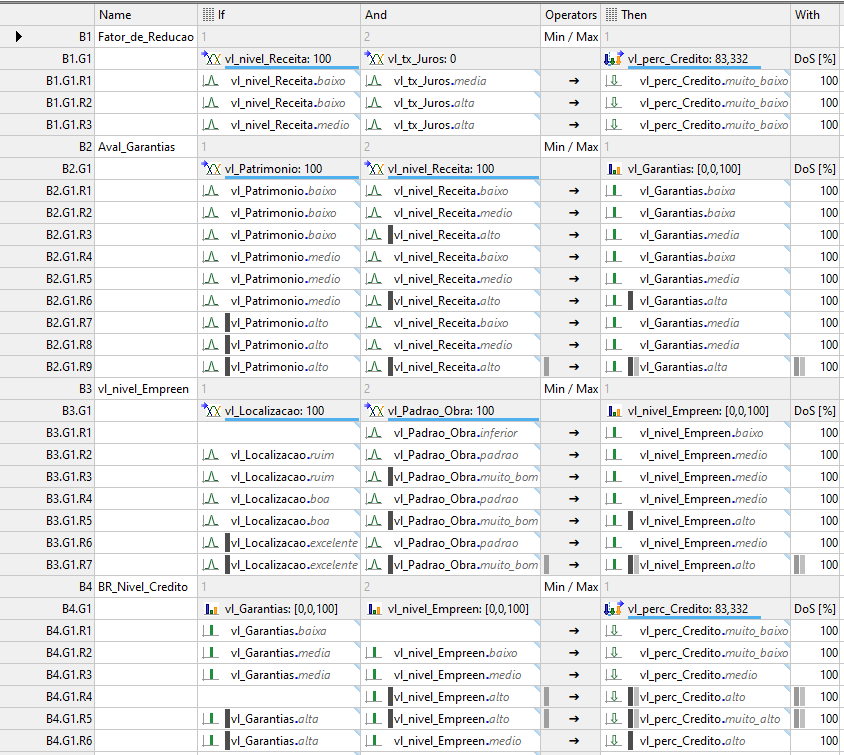 Name If And Operators Then With
B1 Fator_de_Reducao 1 2 Min / Max 1
B1.G1 vl_nivel_Receita: 100 vl_tx_Juros: 0 vl_perc_Credito: 83,332 DoS [%]
B1.G1.R1 vl_nivel_Receita.baixo vl_tx_Juros.media → vl_perc_Credito.muito_baixo 100
B1.G1.R2 vl_nivel_Receita.baixo vl_tx_Juros.alta → vl_perc_Credito.muito_baixo 100
B1.G1.R3 vl_nivel_Receita.medio vl_tx_Juros.alta → vl_perc_Credito.muito_baixo 100
B2 Aval_Garantias 1 2 Min / Max 1
B2.G1 vl_Patrimonio: 100 vl_nivel_Receita: 100 vl_Garantias: [0,0,100] DoS [%]
B2.G1.R1 vl_Patrimonio.baixo vl_nivel_Receita.baixo → vl_Garantias.baixa 100
B2.G1.R2 vl_Patrimonio.baixo vl_nivel_Receita.medio → vl_Garantias.baixa 100
B2.G1.R3 vl_Patrimonio.baixo vl_nivel_Receita.alto → vl_Garantias.media 100
B2.G1.R4 vl_Patrimonio.medio vl_nivel_Receita.baixo → vl_Garantias.baixa 100
B2.G1.R5 vl_Patrimonio.medio vl_nivel_Receita.medio → vl_Garantias.media 100
B2.G1.R6 vl_Patrimonio.medio vl_nivel_Receita.alto → vl_Garantias.alta 100
B2.G1.R7 vl_Patrimonio.alto vl_nivel_Receita.baixo → vl_Garantias.media 100
B2.G1.R8 vl_Patrimonio.alto vl_nivel_Receita.medio → vl_Garantias.media 100
B2.G1.R9 vl_Patrimonio.alto vl_nivel_Receita.alto → vl_Garantias.alta 100
B3 vl_nivel_Empreen 1 2 Min / Max 1
B3.G1 vl_Localizacao: 100 vl_Padrao_Obra: 100 vl_nivel_Empreen: [0,0,100] DoS [%]
B3.G1.R1 vl_Padrao_Obra.inferior → vl_nivel_Empreen.baixo 100
B3.G1.R2 vl_Localizacao.ruim vl_Padrao_Obra.padrao → vl_nivel_Empreen.medio 100
B3.G1.R3 vl_Localizacao.ruim vl_Padrao_Obra.muito_bom → vl_nivel_Empreen.medio 100
B3.G1.R4 vl_Localizacao.boa vl_Padrao_Obra.padrao → vl_nivel_Empreen.medio 100
B3.G1.R5 vl_Localizacao.boa vl_Padrao_Obra.muito_bom → vl_nivel_Empreen.alto 100
B3.G1.R6 vl_Localizacao.excelente vl_Padrao_Obra.padrao → vl_nivel_Empreen.medio 100
B3.G1.R7 vl_Localizacao.excelente vl_Padrao_Obra.muito_bom → vl_nivel_Empreen.alto 100
B4 BR_Nivel_Credito 1 2 Min / Max 1
B4.G1 vl_Garantias: [0,0,100] vl_nivel_Empreen: [0,0,100] vl_perc_Credito: 83,332 DoS [%]
B4.G1.R1 vl_Garantias.baixa → vl_perc_Credito.muito_baixo 100
B4.G1.R2 vl_Garantias.media vl_nivel_Empreen.baixo → vl_perc_Credito.muito_baixo 100
B4.G1.R3 vl_Garantias.media vl_nivel_Empreen.medio → vl_perc_Credito.medio 100
B4.G1.R4 vl_nivel_Empreen.alto → vl_perc_Credito.alto 100
B4.G1.R5 vl_Garantias.alta vl_nivel_Empreen.alto → vl_perc_Credito.muito_alto 100
B4.G1.R6 vl_Garantias.alta vl_nivel_Empreen.medio → vl_perc_Credito.alto 100